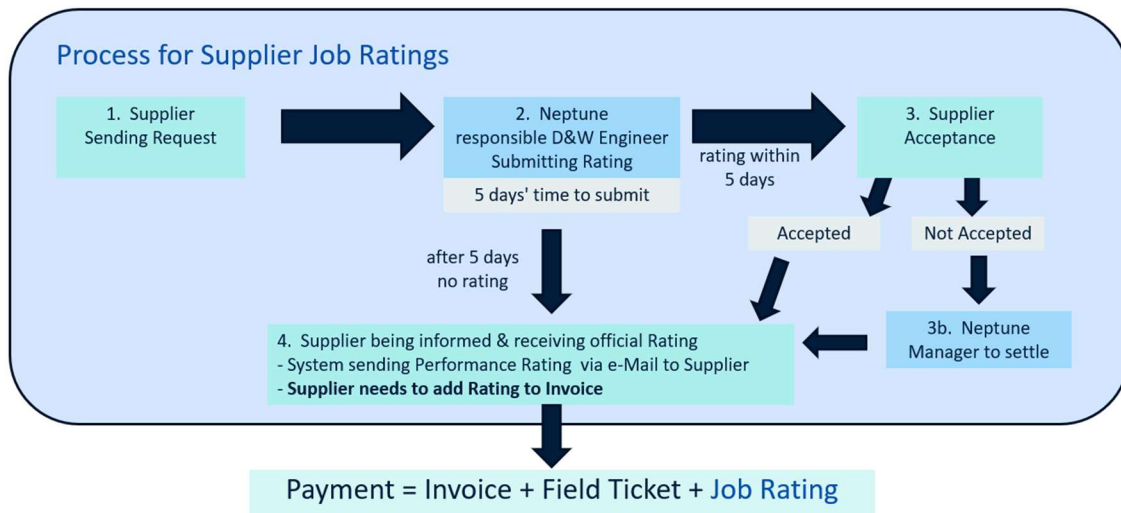 Process for Supplier Job Ratings
1. Supplier
Sending Request
2. Neptune
responsible D&W Engineer
Submitting Rating
5 days' time to submit
rating within
5 days
3. Supplier
Acceptance
Accepted
Not Accepted
after 5 days
no rating
3b. Neptune
Manager to settle
4. Supplier being informed & receiving official Rating
- System sending Performance Rating via e-Mail to Supplier
- Supplier needs to add Rating to Invoice
Payment = Invoice + Field Ticket + Job Rating